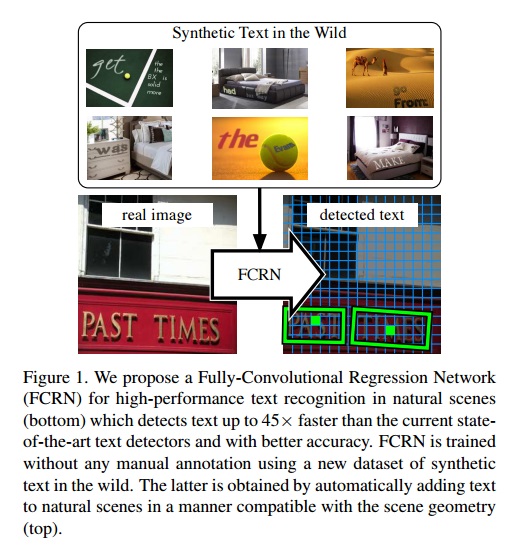 Synthetic Text in the Wild
get
the
the
BX is
solid
more
had
go
From:
was
the
from
MAKE
real image
detected text
FCRN
PAST TIMES
PAST TIMES
Figure 1. We propose a Fully-Convolutional Regression Network
(FCRN) for high-performance text recognition in natural scenes
(bottom) which detects text up to 45× faster than the current state-
of-the-art text detectors and with better accuracy. FCRN is trained
without any manual annotation using a new dataset of synthetic
text in the wild. The latter is obtained by automatically adding text
to natural scenes in a manner compatible with the scene geometry
(top).